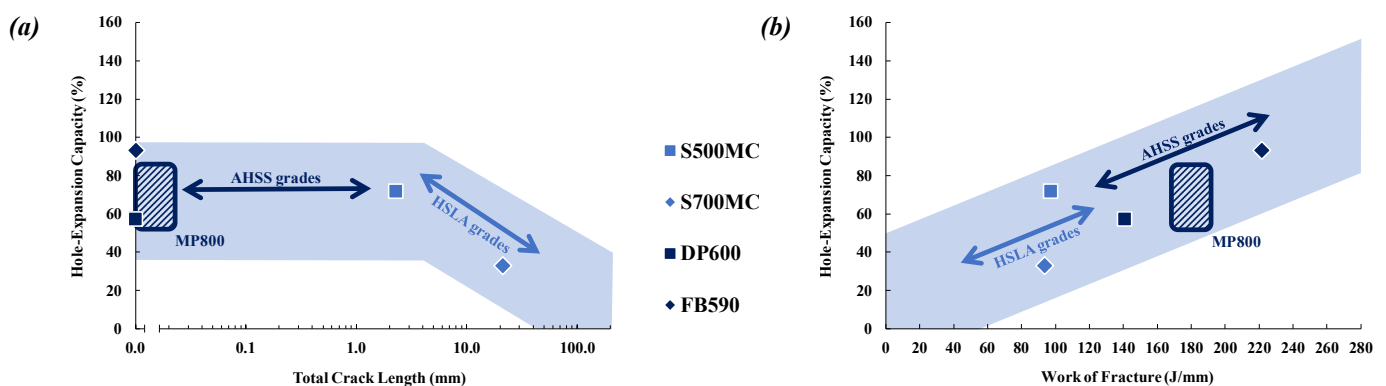 (a)
Hole-Expansion Capacity (%)
160
140
120
100
80
60
40
20
0
AHSS grades
HSLA grades
MP800
0.0
0.1
1.0
10.0
100.0
Total Crack Length (mm)
S500MC
S700MC
DP600
FB590
(b)
Hole-Expansion Capacity (%)
160
140
120
100
80
60
40
20
0
AHSS grades
HSLA grades
MP800
0 20 40 60 80 100 120 140 160 180 200 220 240 260 280
Work of Fracture (J/mm)